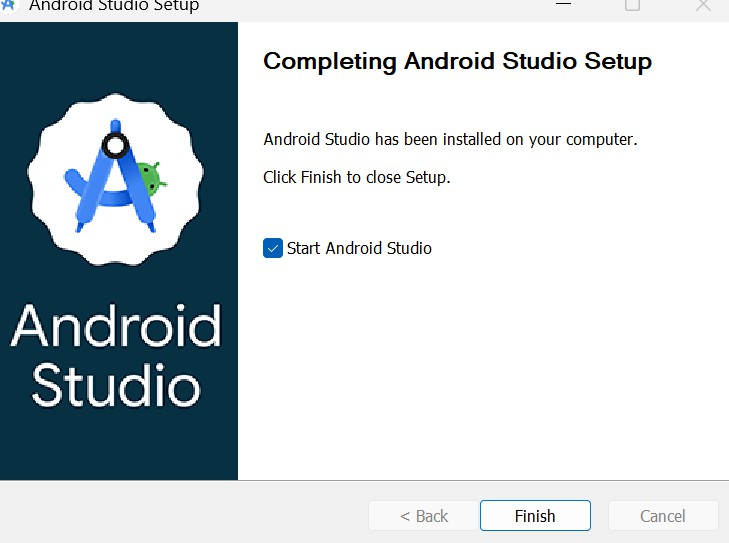 Android Studio Setup
Completing Android Studio Setup
Android Studio has been installed on your computer.
Click Finish to close Setup.
Start Android Studio
Android
Studio
< Back
Finish
Cancel